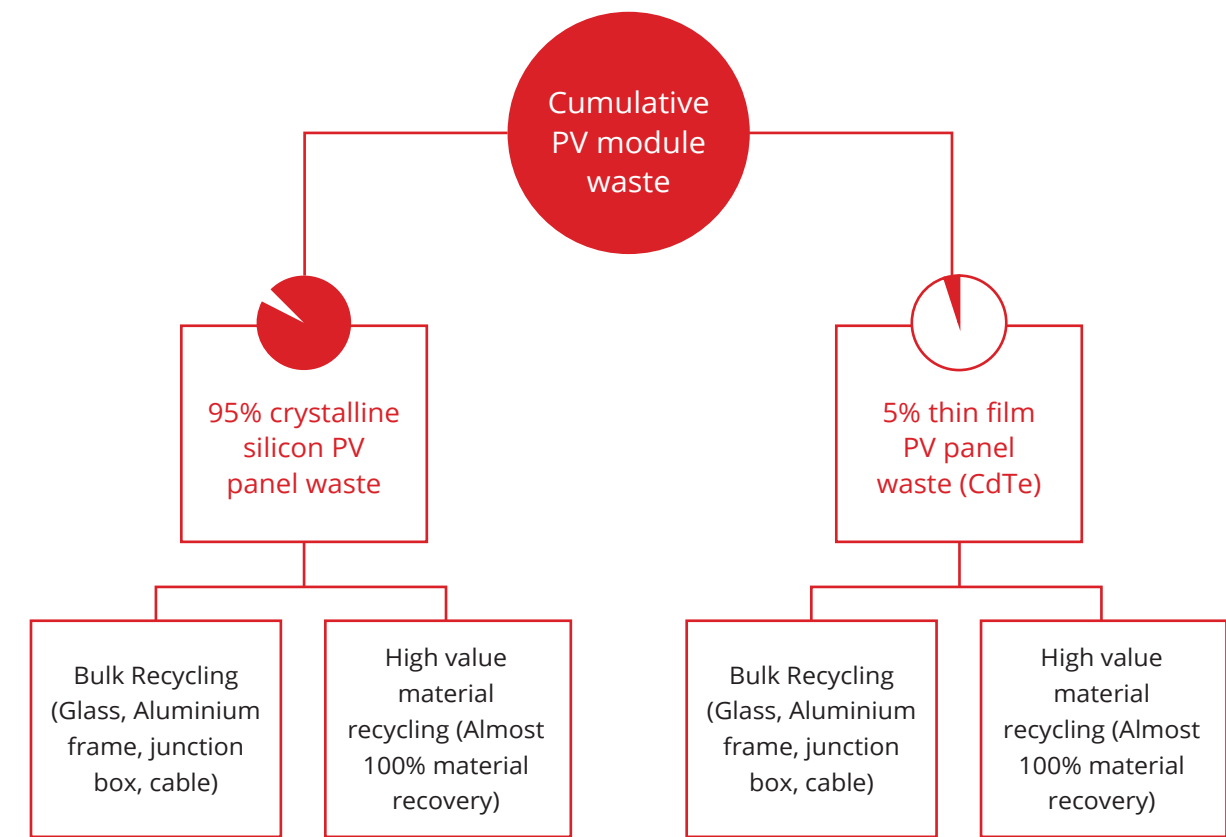 Cumulative
PV module
waste
95% crystalline
silicon PV
panel waste
5% thin film
PV panel
waste (CdTe)
Bulk Recycling
(Glass, Aluminium
frame, junction
box, cable)
High value
material
recycling (Almost
100% material
recovery)
Bulk Recycling
(Glass, Aluminium
frame, junction
box, cable)
High value
material
recycling (Almost
100% material
recovery)